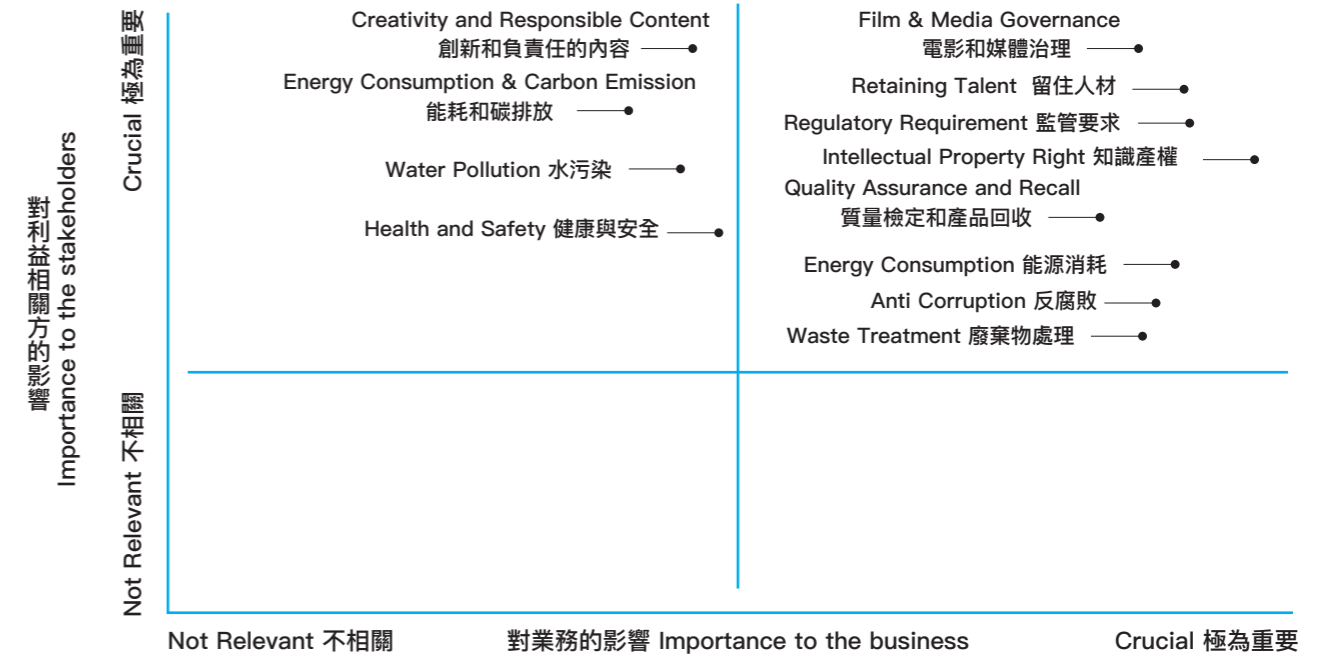 對利益相關方的影響
Importance to the stakeholders
Crucial 極為重要
Not Relevant 不相關
Creativity and Responsible Content
創新和負責任的內容
Energy Consumption & Carbon Emission
能耗和碳排放
Water Pollution 水污染
Health and Safety 健康與安全
Film & Media Governance
電影和媒體治理
Retaining Talent 留住人材
Regulatory Requirement 監管要求
Intellectual Property Right 知識產權
Quality Assurance and Recall
質量檢定和產品回收
Energy Consumption 能源消耗
Anti Corruption 反腐敗
Waste Treatment 廢棄物處理
Not Relevant 不相關
對業務的影響 Importance to the business
Crucial 極為重要